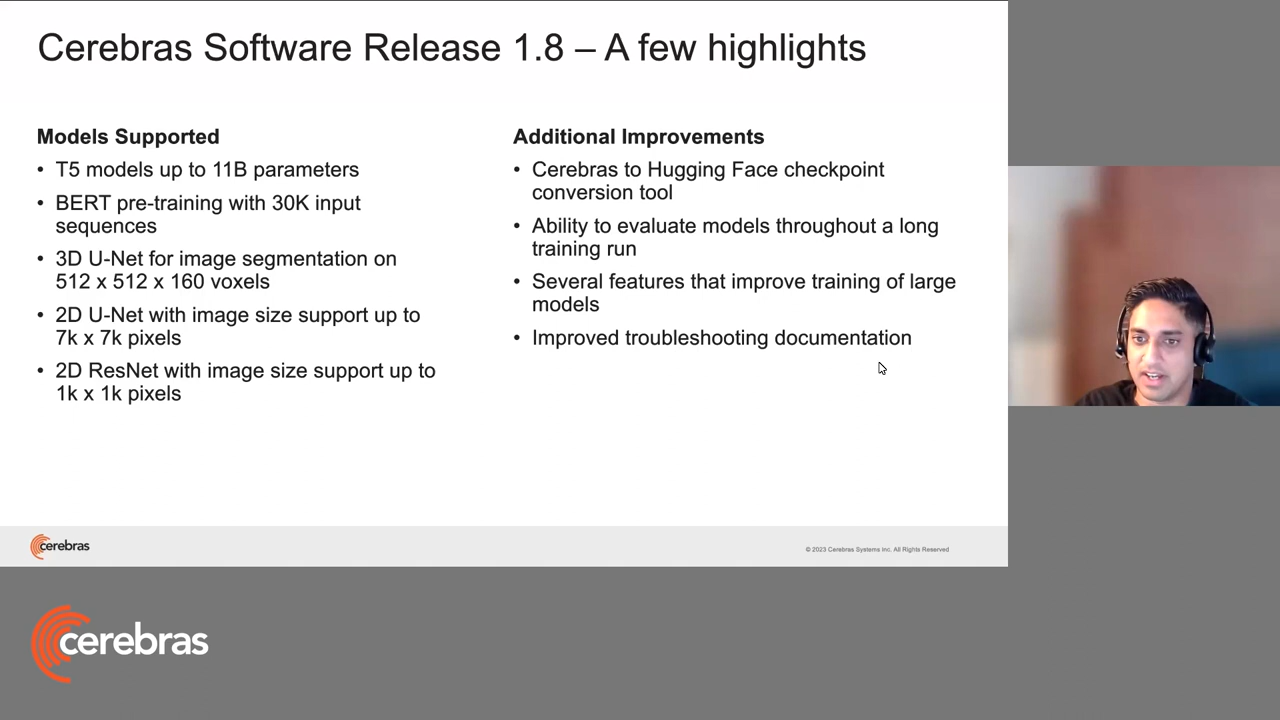 Cerebras Software Release 1.8 – A few highlights
Models Supported
• T5 models up to 11B parameters
• BERT pre-training with 30K input
sequences
• 3D U-Net for image segmentation on
512 x 512 x 160 voxels
• 2D U-Net with image size support up to
7k x 7k pixels
• 2D ResNet with image size support up to
1k x 1k pixels
Additional Improvements
• Cerebras to Hugging Face checkpoint
conversion tool
• Ability to evaluate models throughout a long
training run
• Several features that improve training of large
models
• Improved troubleshooting documentation
cerebras
© 2023 Cerebras Systems Inc. All Rights Reserved
cerebras